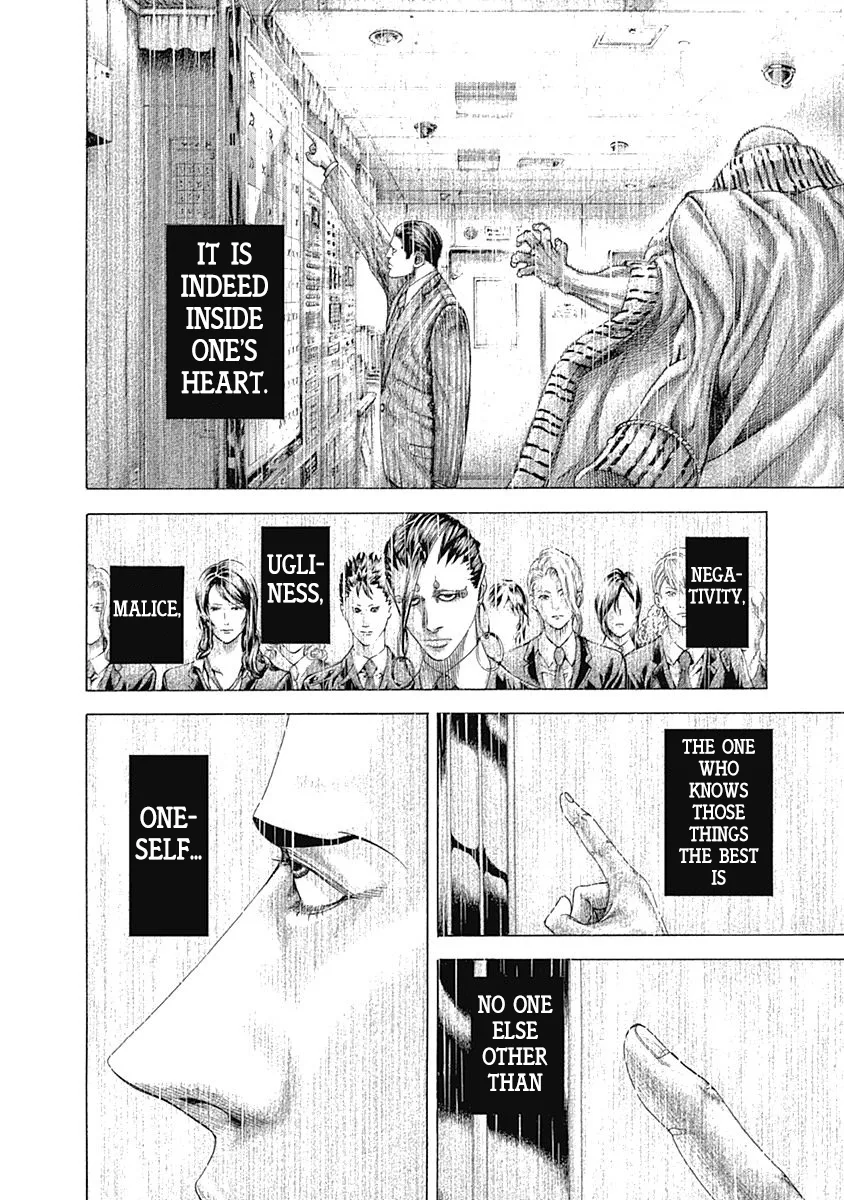 IT IS
INDEED
INSIDE
ONE'S
HEART.
NEGA-
TIVITY,
UGLI-
NESS,
MALICE,
THE ONE
WHO
KNOWS
THOSE
THINGS
THE BEST
IS
NO ONE
ELSE
OTHER
THAN
ONE-
SELF...